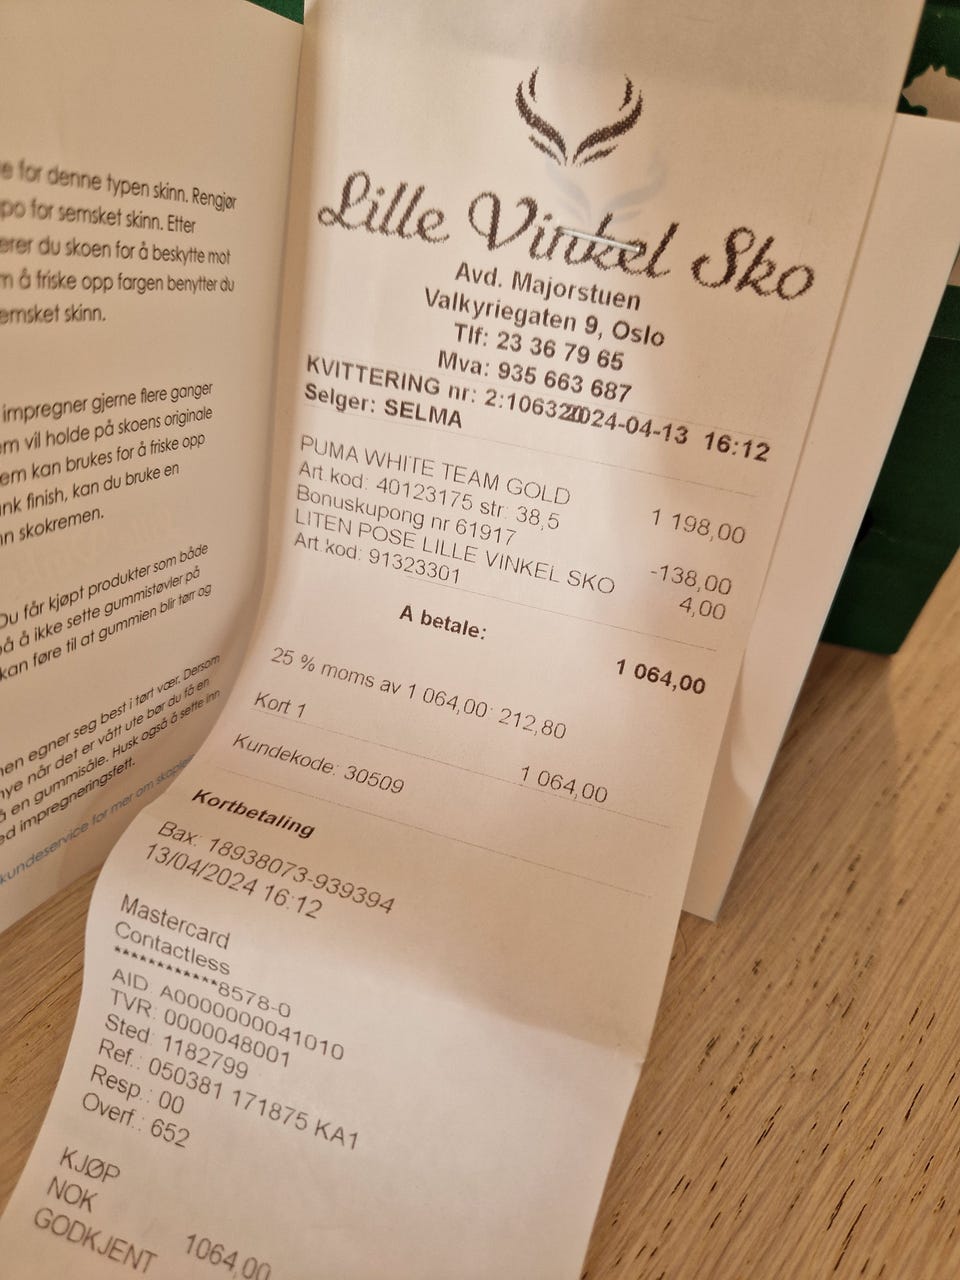 e for denne typen skinn. Rengjør
po for semsket skinn. Etter
erer du skoen for å beskytte mot
m å friske opp fargen benytter du
emsket skinn.
impregner gjerne flere ganger
m vil holde på skoens originale
em kan brukes for å friske opp
nk finish, kan du bruke en
nn skokremen.
Du får kjøpt produkter som både
på å ikke sette gummistøvler på
kan føre til at gummien blir tørr og
nen egner seg best i tørt vær. Dersom
nye når det er vått ute bør du få en
å en gummisåle. Husk også å sette inn
ed impregneringsfett.
kundeservice for mer om skopleie
Lille Vinkel Sko
Avd. Majorstuen
Valkyriegaten 9, Oslo
Tlf: 23 36 79 65
Mva: 935 663 687
KVITTERING nr: 2:106320 2024-04-13 16:12
Selger: SELMA
PUMA WHITE TEAM GOLD
Art.kod: 40123175 str: 38,5 1 198,00
Bonuskupong nr 61917 -138,00
LITEN POSE LILLE VINKEL SKO 4,00
Art.kod: 91323301
A betale: 1 064,00
25 % moms av 1 064,00: 212,80
Kort 1 1 064,00
Kundekode: 30509
Kortbetaling
Bax: 18938073-939394
13/04/2024 16:12
Mastercard
Contactless
************8578-0
AID: A0000000041010
TVR: 0000048001
Sted: 1182799
Ref.: 050381 171875 KA1
Resp.: 00
Overf.: 652
KJØP
NOK 1064,00
GODKJENT